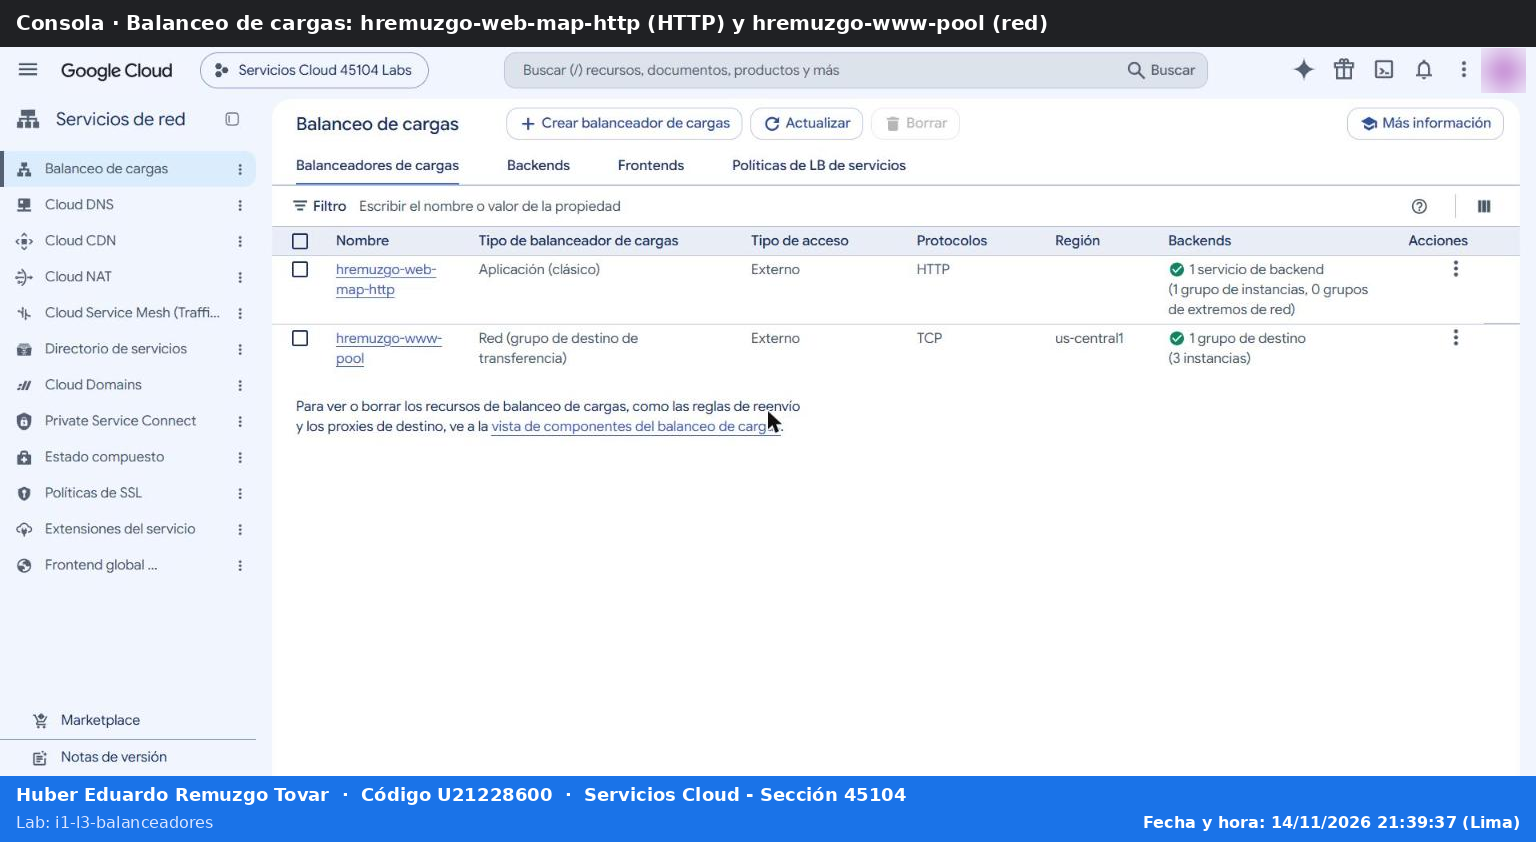 Consola · Balanceo de cargas: hremuzgo-web-map-http (HTTP) y hremuzgo-www-pool (red)
Google Cloud
Servicios Cloud 45104 Labs
Buscar (/) recursos, documentos, productos y más
Buscar
Servicios de red
Balanceo de cargas
Cloud DNS
Cloud CDN
Cloud NAT
Cloud Service Mesh (Traffi...
Directorio de servicios
Cloud Domains
Private Service Connect
Estado compuesto
Políticas de SSL
Extensiones del servicio
Frontend global ...
Marketplace
Notas de versión
Balanceo de cargas
Crear balanceador de cargas
Actualizar
Borrar
Más información
Balanceadores de cargas
Backends
Frontends
Políticas de LB de servicios
Filtro
Escribir el nombre o valor de la propiedad
Nombre Tipo de balanceador de cargas Tipo de acceso Protocolos Región Backends Acciones
hremuzgo-web- Aplicación (clásico) Externo HTTP 1 servicio de backend
map-http (1 grupo de instancias, 0 grupos
de extremos de red)
hremuzgo-www- Red (grupo de destino de Externo TCP us-central1 1 grupo de destino
pool transferencia) (3 instancias)
Para ver o borrar los recursos de balanceo de cargas, como las reglas de reenvío
y los proxies de destino, ve a la vista de componentes del balanceo de carg
Huber Eduardo Remuzgo Tovar · Código U21228600 · Servicios Cloud - Sección 45104
Lab: i1-l3-balanceadores
Fecha y hora: 14/11/2026 21:39:37 (Lima)